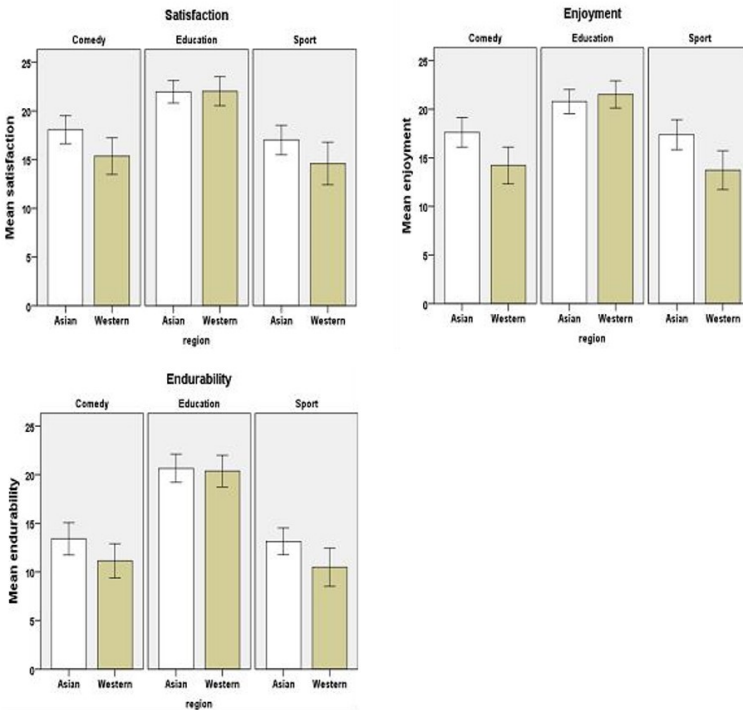 Satisfaction
Comedy Education Sport
Mean satisfaction
25
20
15
10
5
0
Asian Western Asian Western Asian Western
region
Enjoyment
Comedy Education Sport
Mean enjoyment
25
20
15
10
5
0
Asian Western Asian Western Asian Western
region
Endurability
Comedy Education Sport
Mean endurability
25
20
15
10
5
0
Asian Western Asian Western Asian Western
region